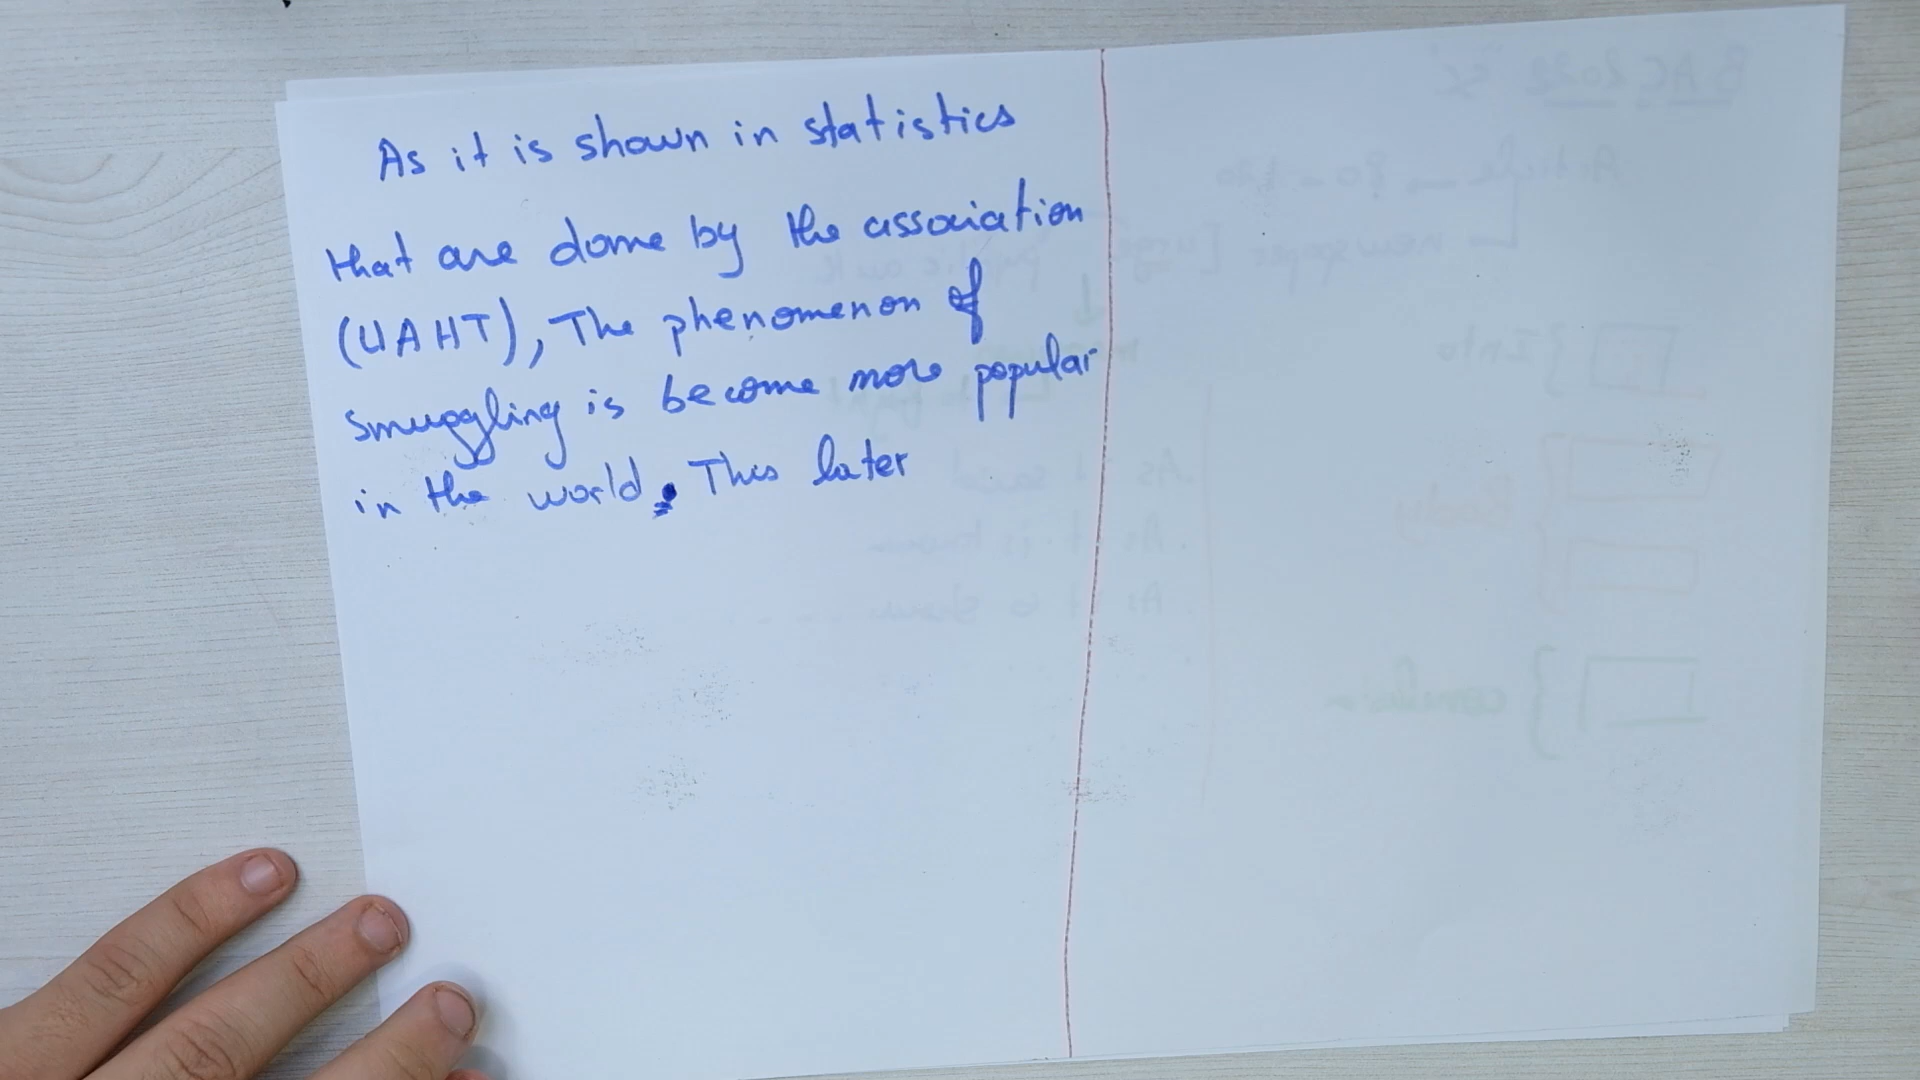 As it is shown in statistics
that are done by the association
(UAHT), The phenomenon of
smuggling is become more popular
in the world. This later